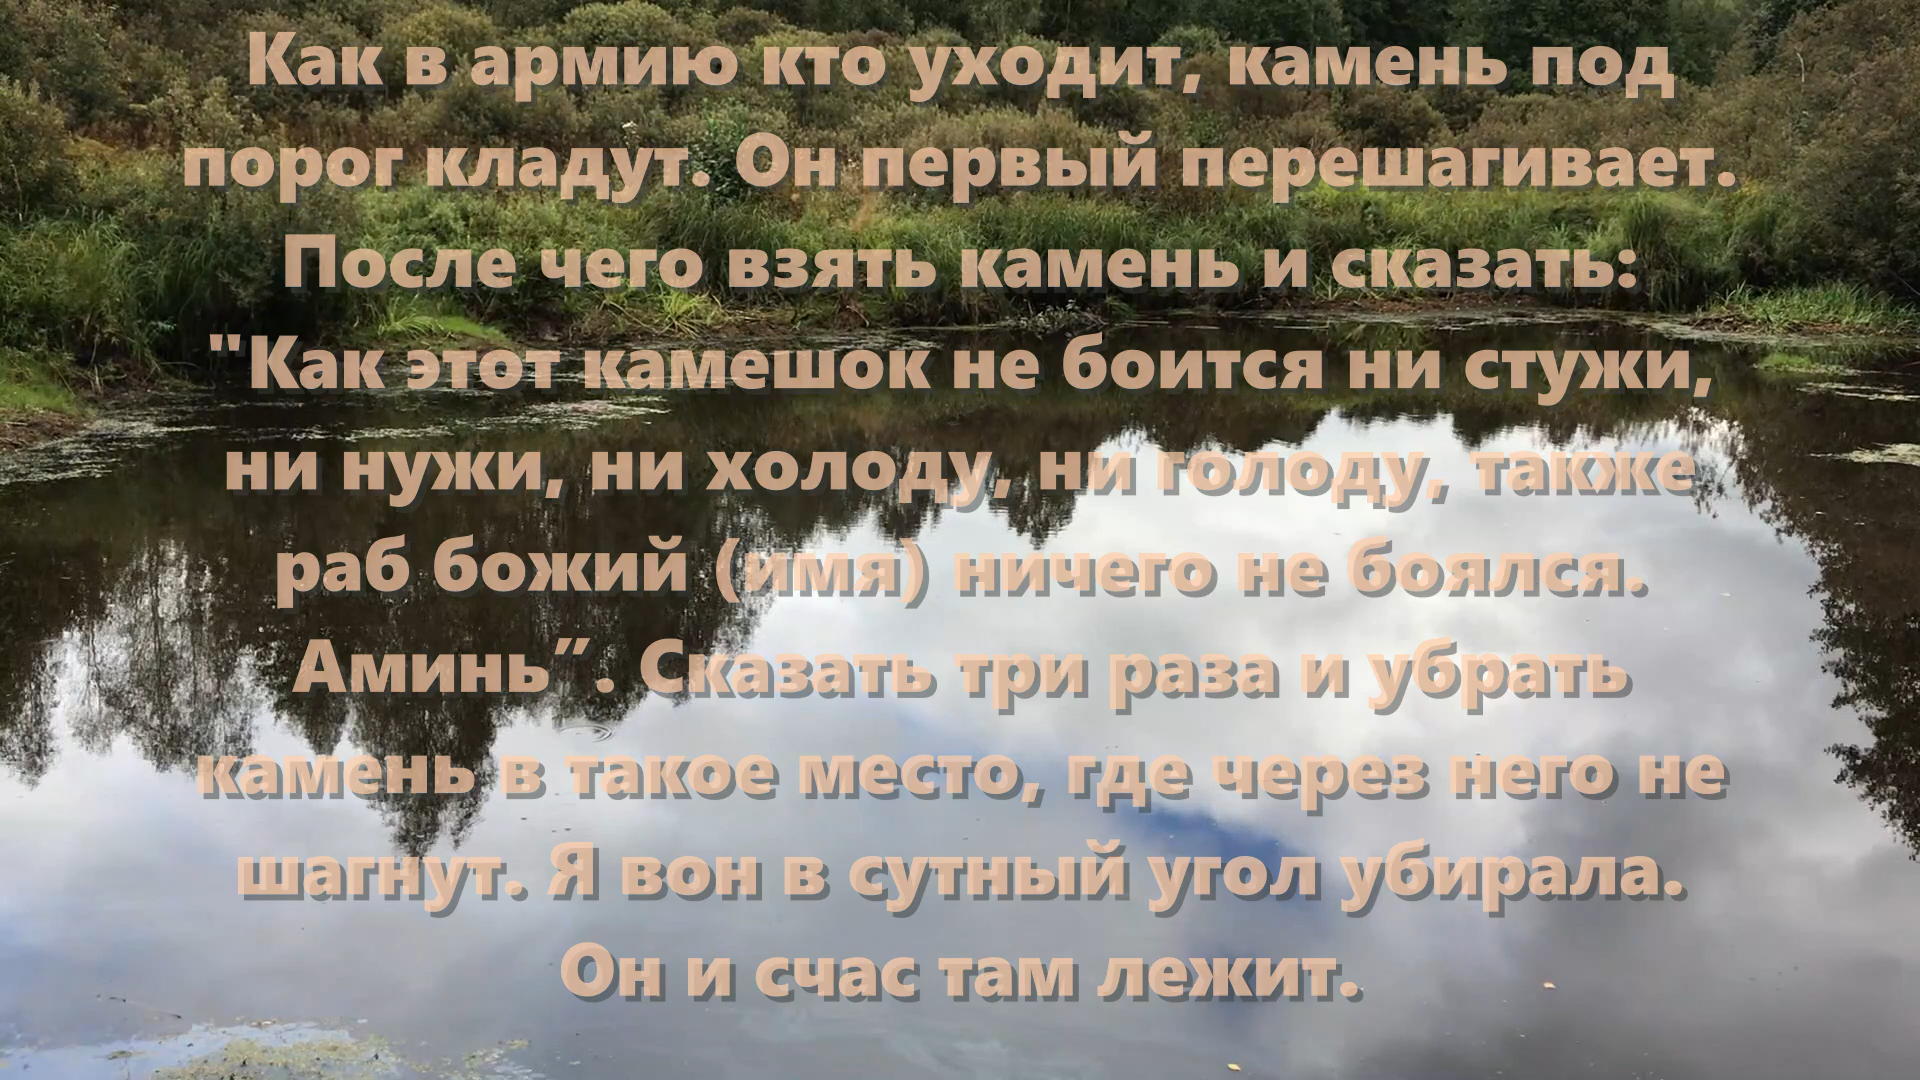 Как в армию кто уходит, камень под
порог кладут. Он первый перешагивает.
После чего взять камень и сказать:
"Как этот камешок не боится ни стужи,
ни нужи, ни холоду, ни голоду, также
раб божий (имя) ничего не боялся.
Аминь”. Сказать три раза и убрать
камень в такое место, где через него не
шагнут. Я вон в сутный угол убирала.
Он и счас там лежит.